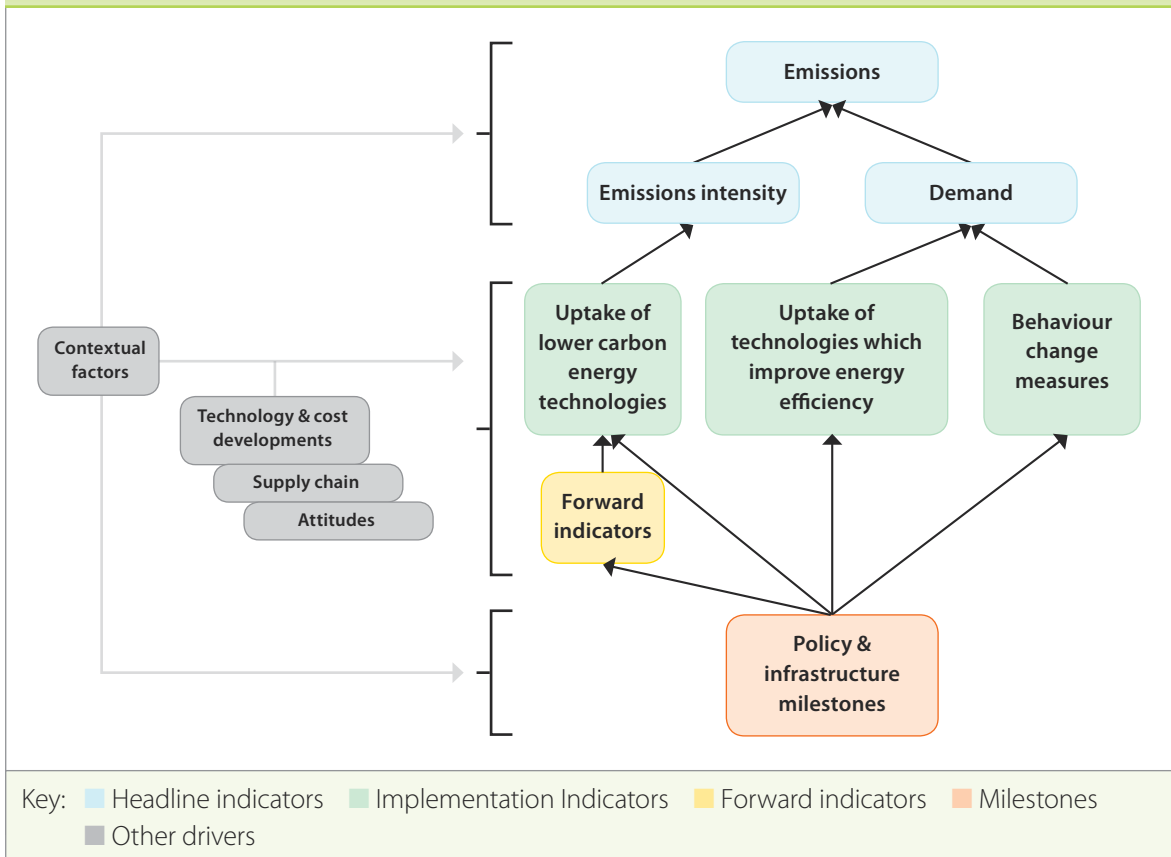 Emissions
Emissions intensity
Demand
Uptake of
lower carbon
energy
technologies
Uptake of
technologies which
improve energy
efficiency
Behaviour
change
measures
Contextual
factors
Technology & cost
developments
Supply chain
Attitudes
Forward
indicators
Policy &
infrastructure
milestones
Key: Headline indicators Implementation Indicators Forward indicators Milestones
Other drivers